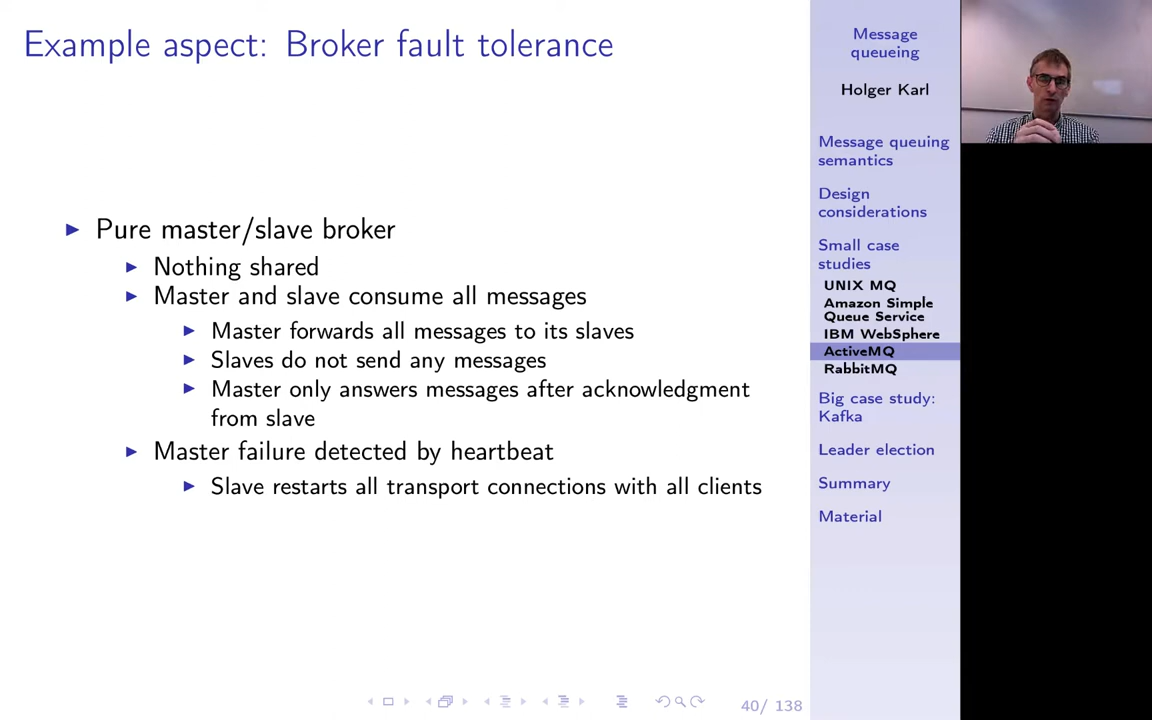 Example aspect: Broker fault tolerance
Pure master/slave broker
Nothing shared
Master and slave consume all messages
Master forwards all messages to its slaves
Slaves do not send any messages
Master only answers messages after acknowledgment
from slave
Master failure detected by heartbeat
Slave restarts all transport connections with all clients
40/ 138
Message
queueing
Holger Karl
Message queuing
semantics
Design
considerations
Small case
studies
UNIX MQ
Amazon Simple
Queue Service
IBM WebSphere
ActiveMQ
RabbitMQ
Big case study:
Kafka
Leader election
Summary
Material